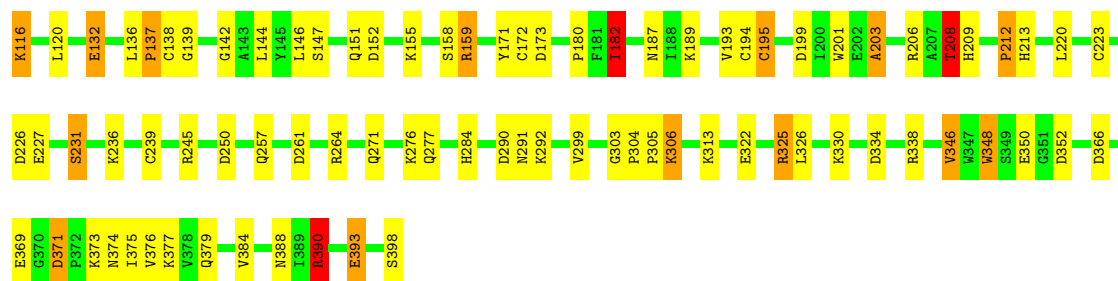 K116 L120 E132 L136 P137 C138 G139 G142 A143 L144 Y145 L146 S147 Q151 D152 K155 S158 R159 Y171 C172 D173 P180 F181 I182 N187 I188 K189 V193 C194 C195 D199 I200 W201 E202 A203 R206 A207 T208 H209 P212 H213 L220 C223
D226 E227 S231 K236 C239 R245 D250 Q257 D261 R264 Q271 K276 Q277 H284 D290 N291 K292 V299 G303 P304 P305 K306 K313 E322 R325 L326 K330 D334 R338 V346 W347 W348 S349 E350 G351 D352 D366
E369 G370 D371 P372 K373 N374 I375 V376 K377 V378 Q379 V384 N388 I389 R390 E393 S398